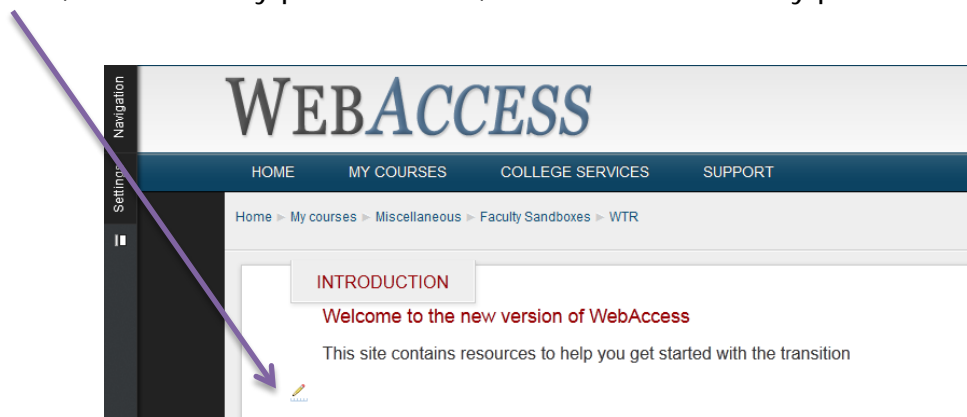 Navigation
Settings
WEBACCESS
HOME MY COURSES COLLEGE SERVICES SUPPORT
Home ► My courses ► Miscellaneous ► Faculty Sandboxes ► WTR
INTRODUCTION
Welcome to the new version of WebAccess
This site contains resources to help you get started with the transition